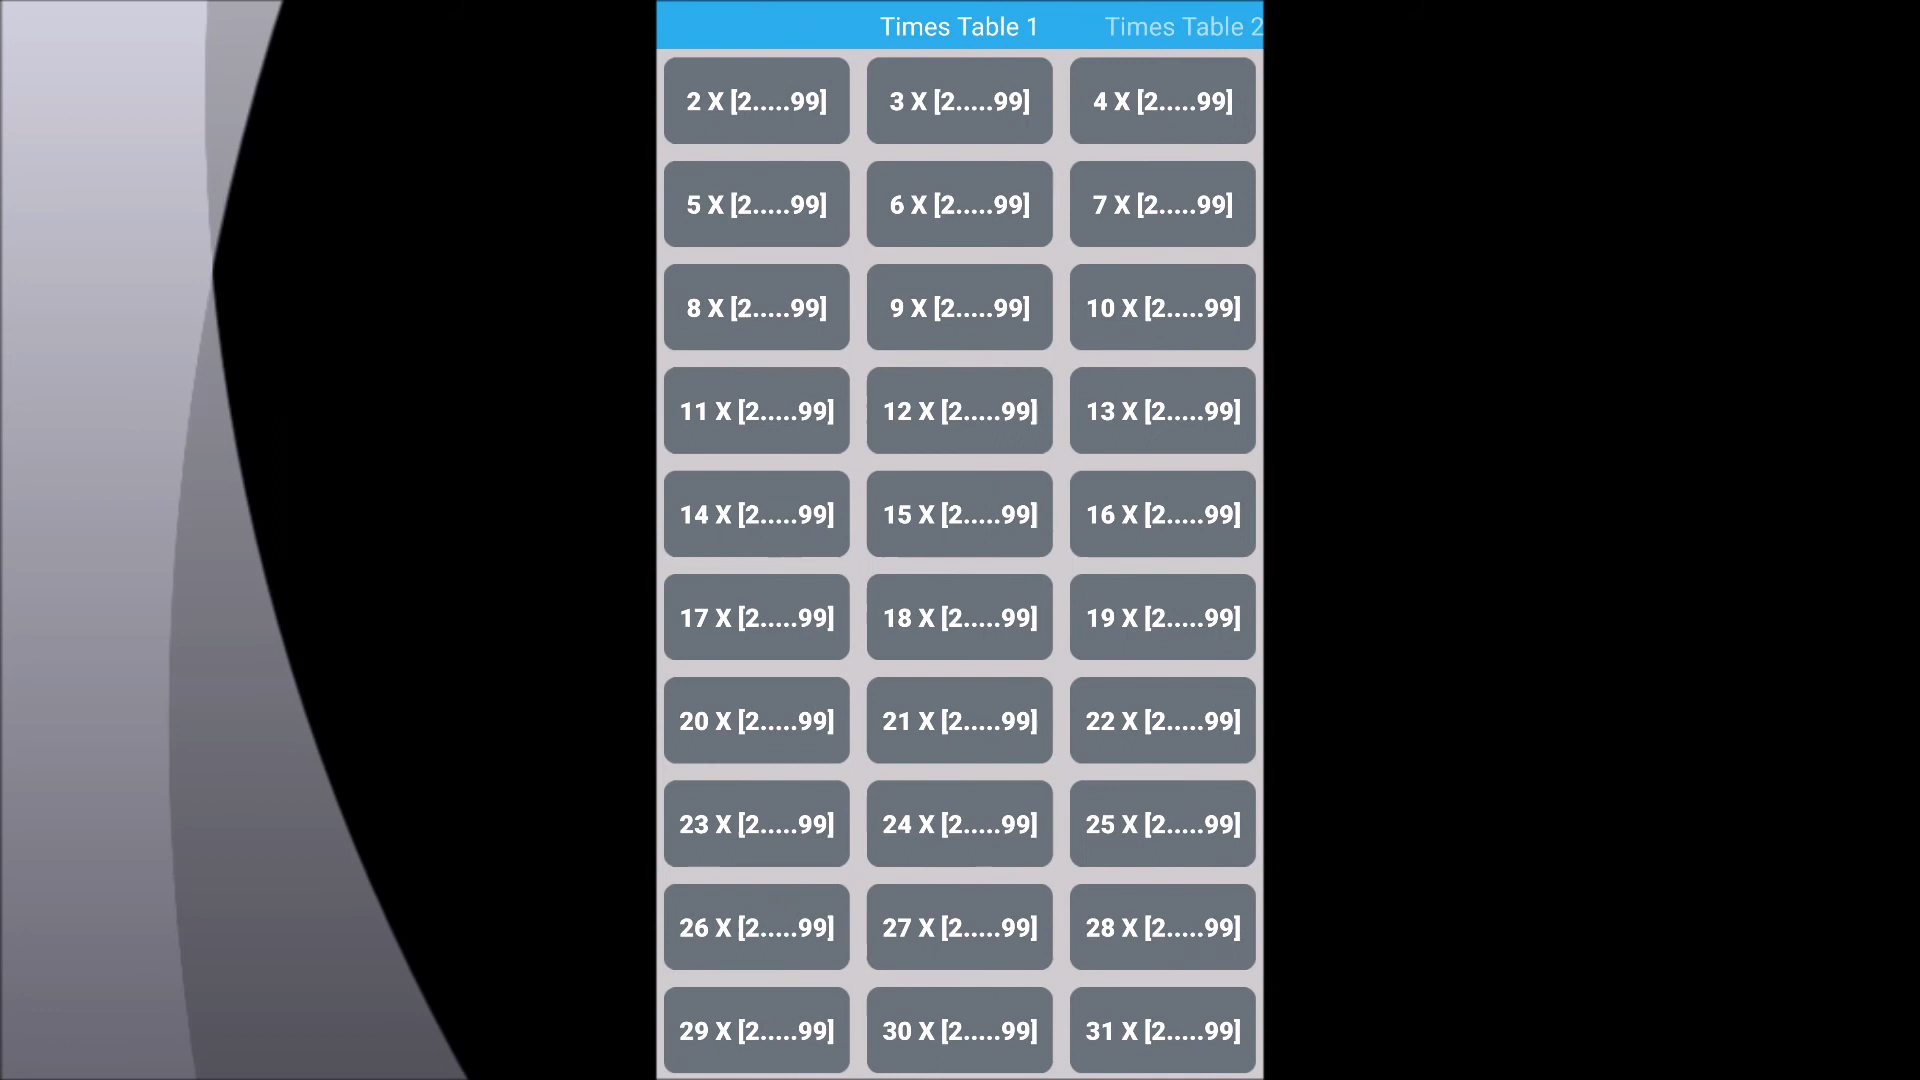 Times Table 1 Times Table 2
2 X [2.....99] 3 X [2.....99] 4 X [2.....99]
5 X [2.....99] 6 X [2.....99] 7 X [2.....99]
8 X [2.....99] 9 X [2.....99] 10 X [2.....99]
11 X [2.....99] 12 X [2.....99] 13 X [2.....99]
14 X [2.....99] 15 X [2.....99] 16 X [2.....99]
17 X [2.....99] 18 X [2.....99] 19 X [2.....99]
20 X [2.....99] 21 X [2.....99] 22 X [2.....99]
23 X [2.....99] 24 X [2.....99] 25 X [2.....99]
26 X [2.....99] 27 X [2.....99] 28 X [2.....99]
29 X [2.....99] 30 X [2.....99] 31 X [2.....99]